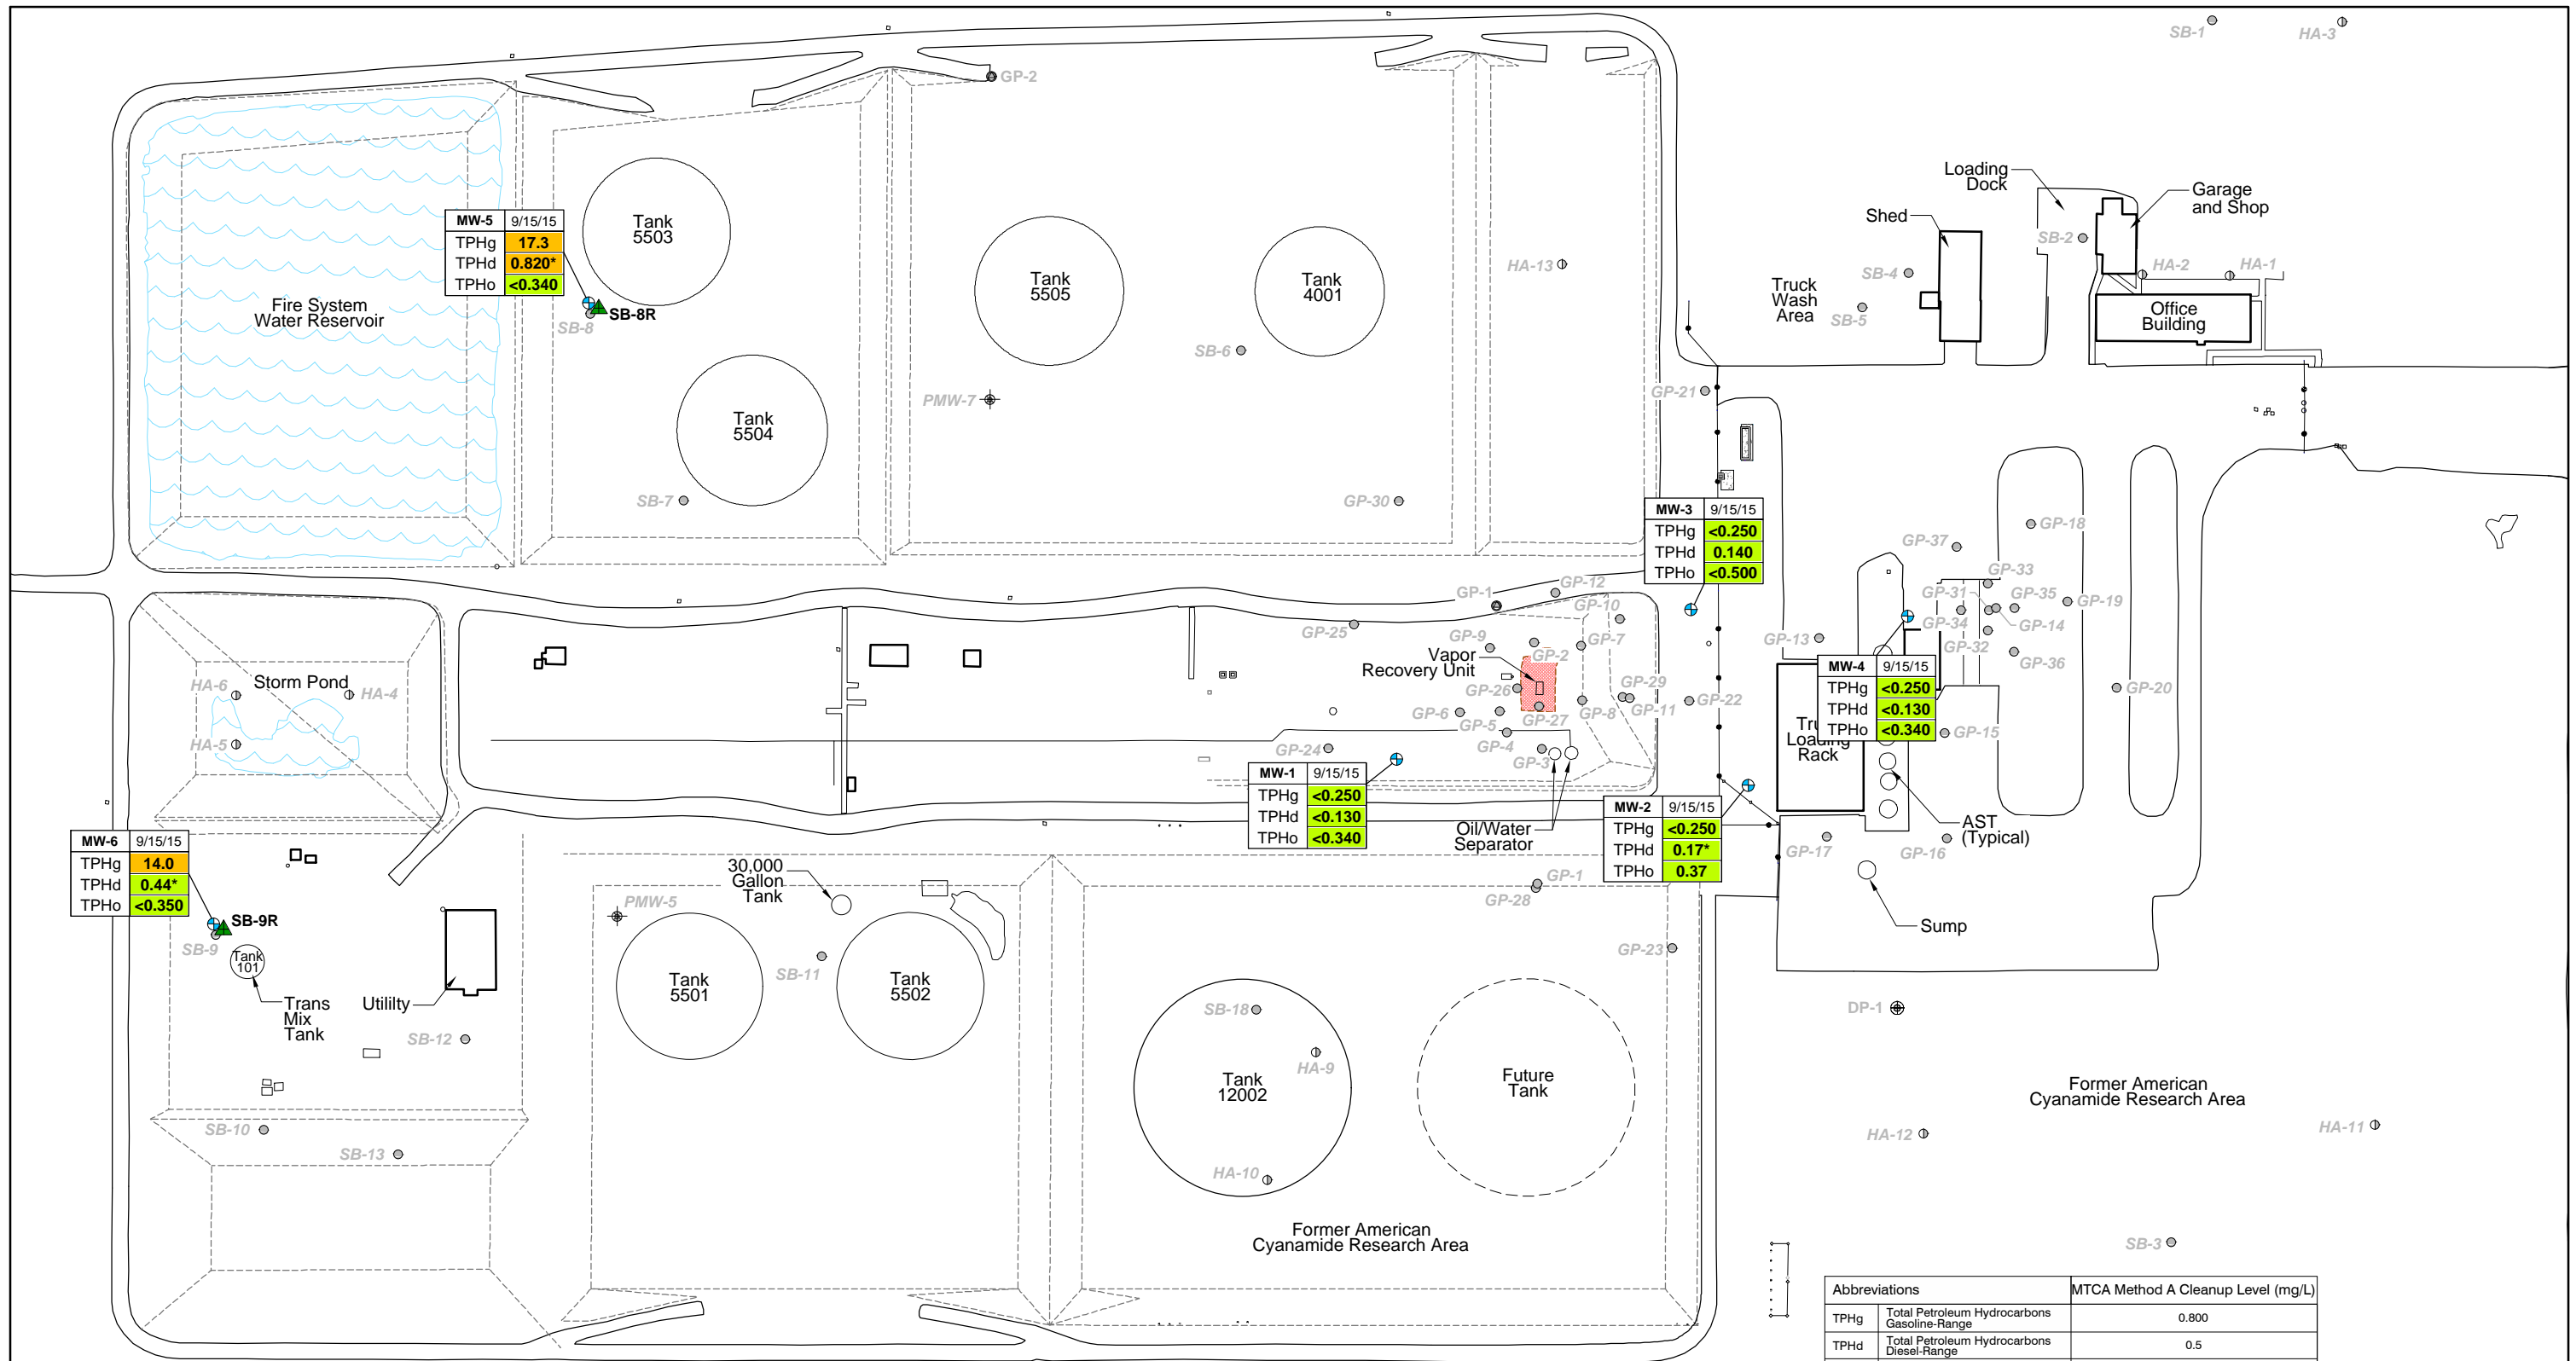 SB-1
HA-3
GP-2
Loading
Dock
Garage
and Shop
Shed
SB-2
MW-5 9/15/15
TPHg 17.3
TPHd 0.820*
TPHo <0.340
Tank
5503
Tank
5505
Tank
4001
HA-13
SB-4
HA-2
HA-1
Truck
Wash
Area
SB-5
Office
Building
Fire System
Water Reservoir
SB-8R
SB-8
SB-6
PMW-7
GP-21
Tank
5504
SB-7
GP-30
MW-3 9/15/15
TPHg <0.250
TPHd 0.140
TPHo <0.500
GP-18
GP-37
GP-33
GP-12
GP-1
GP-10
GP-31
GP-35
GP-19
GP-25
GP-34
GP-14
GP-9
GP-7
GP-13
GP-32
GP-2
GP-36
Vapor
Recovery Unit
MW-4 9/15/15
TPHg <0.250
TPHd <0.130
TPHo <0.340
Storm Pond
HA-6
HA-4
GP-26
GP-29
GP-20
GP-6
GP-5
GP-27
GP-8
GP-11
GP-22
Loading
Rack
GP-15
HA-5
GP-24
GP-4
GP-3
MW-1 9/15/15
TPHg <0.250
TPHd <0.130
TPHo <0.340
MW-2 9/15/15
TPHg <0.250
TPHd 0.17*
TPHo 0.37
Oil/Water
Separator
AST
(Typical)
GP-17
GP-16
MW-6 9/15/15
TPHg 14.0
TPHd 0.44*
TPHo <0.350
30,000
Gallon
Tank
GP-1
GP-28
PMW-5
SB-9R
SB-9
Sump
Tank
101
SB-11
GP-23
Tank
5501
Tank
5502
Trans
Mix
Tank
Utililty
SB-18
DP-1
SB-12
HA-9
Tank
12002
Future
Tank
Former American
Cyanamide Research Area
SB-10
HA-12
HA-11
SB-13
HA-10
Former American
Cyanamide Research Area
SB-3
Abbreviations MTCA Method A Cleanup Level (mg/L)
TPHg Total Petroleum Hydrocarbons
Gasoline-Range 0.800
TPHd Total Petroleum Hydrocarbons
Diesel-Range 0.5